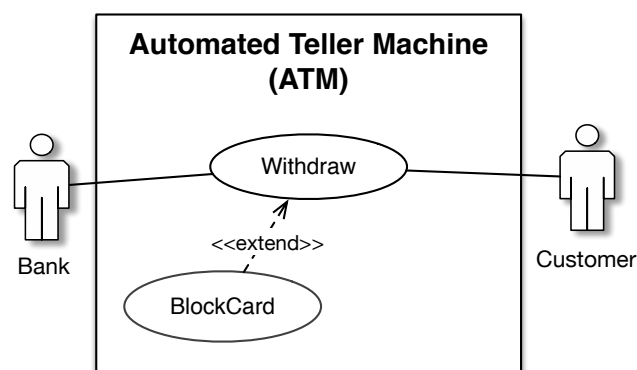 Automated Teller Machine
(ATM)
Withdraw
<<extend>>
Bank
Customer
BlockCard